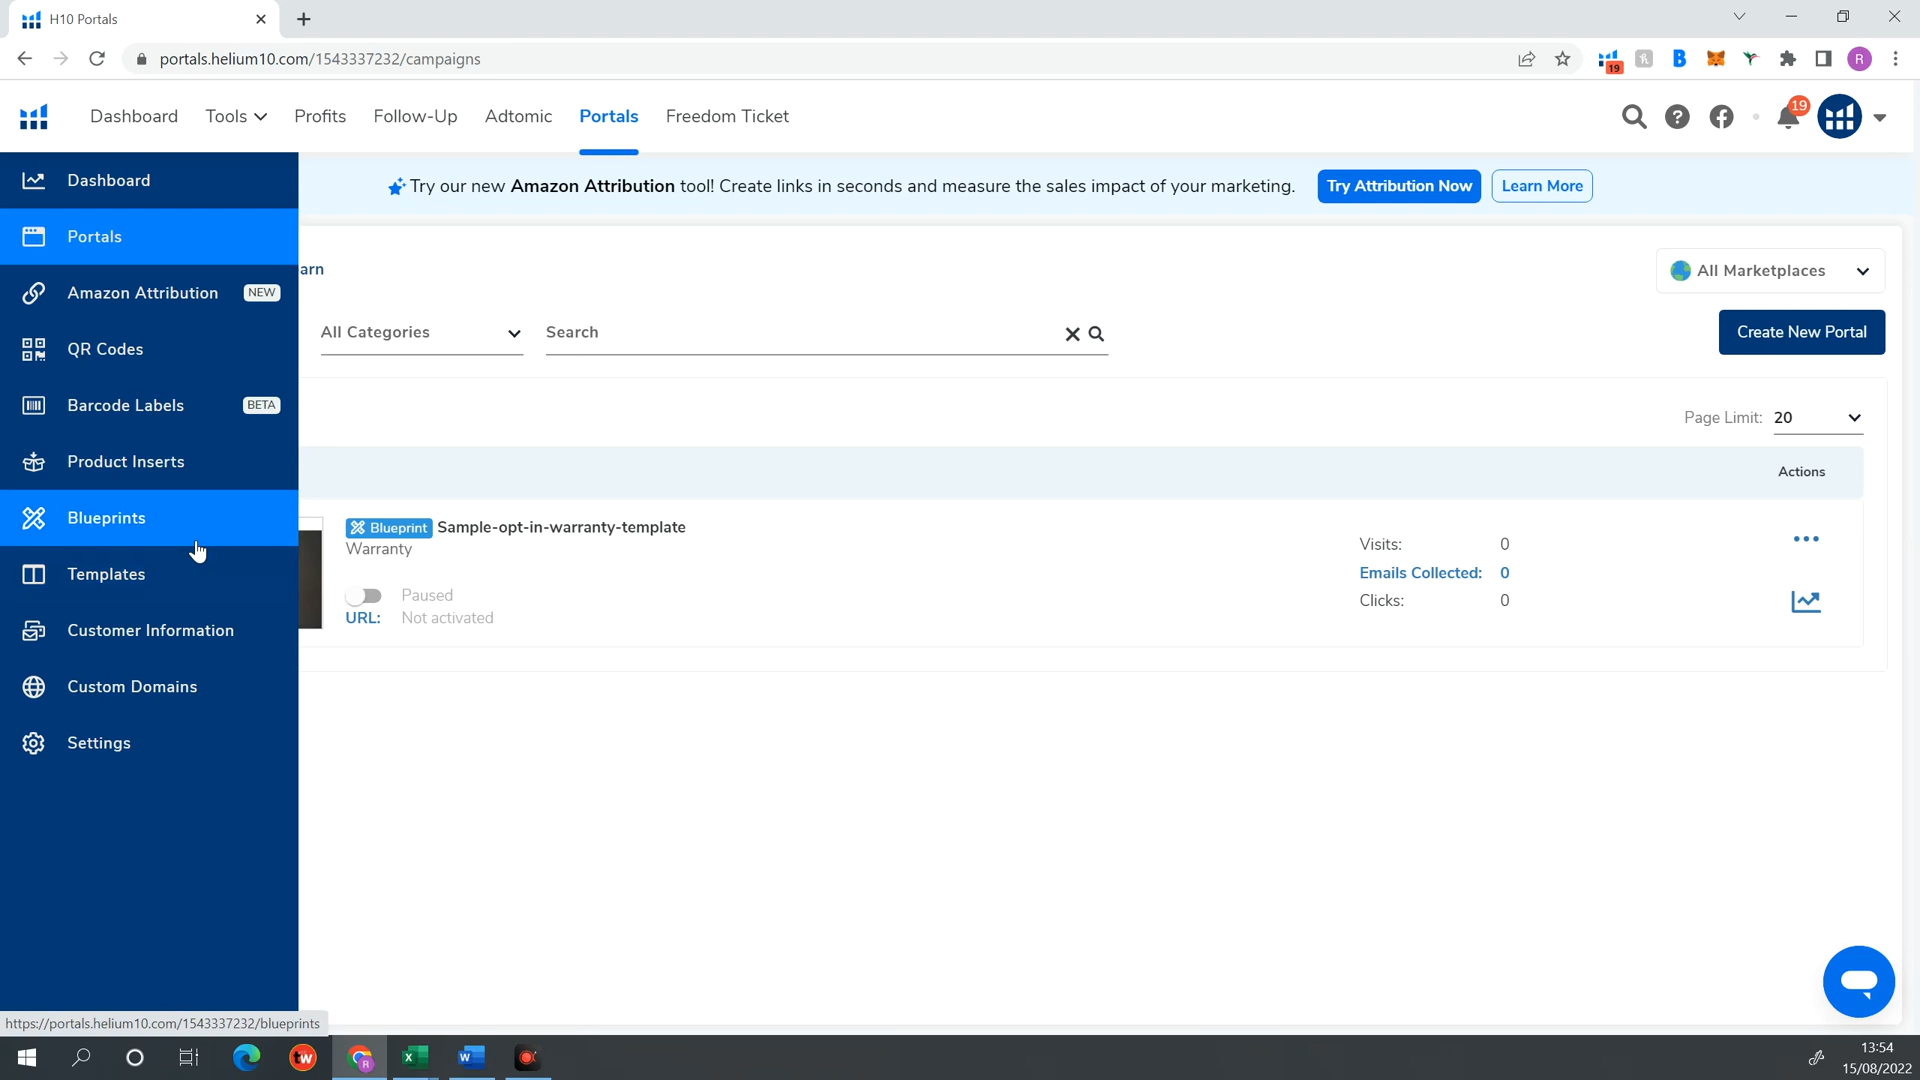 H10 Portals
portals.helium10.com/1543337232/campaigns
19
R
Dashboard Tools Profits Follow-Up Adtomic Portals Freedom Ticket
19
Dashboard
Portals
Amazon Attribution NEW
QR Codes
Barcode Labels BETA
Product Inserts
Blueprints
Templates
Customer Information
Custom Domains
Settings
Try our new Amazon Attribution tool! Create links in seconds and measure the sales impact of your marketing. Try Attribution Now Learn More
arn
All Marketplaces
All Categories Search
Create New Portal
Page Limit: 20
Actions
Blueprint Sample-opt-in-warranty-template
Warranty
Paused
URL: Not activated
Visits: 0
Emails Collected: 0
Clicks: 0
https://portals.helium10.com/1543337232/blueprints
tw
R
13:54
15/08/2022